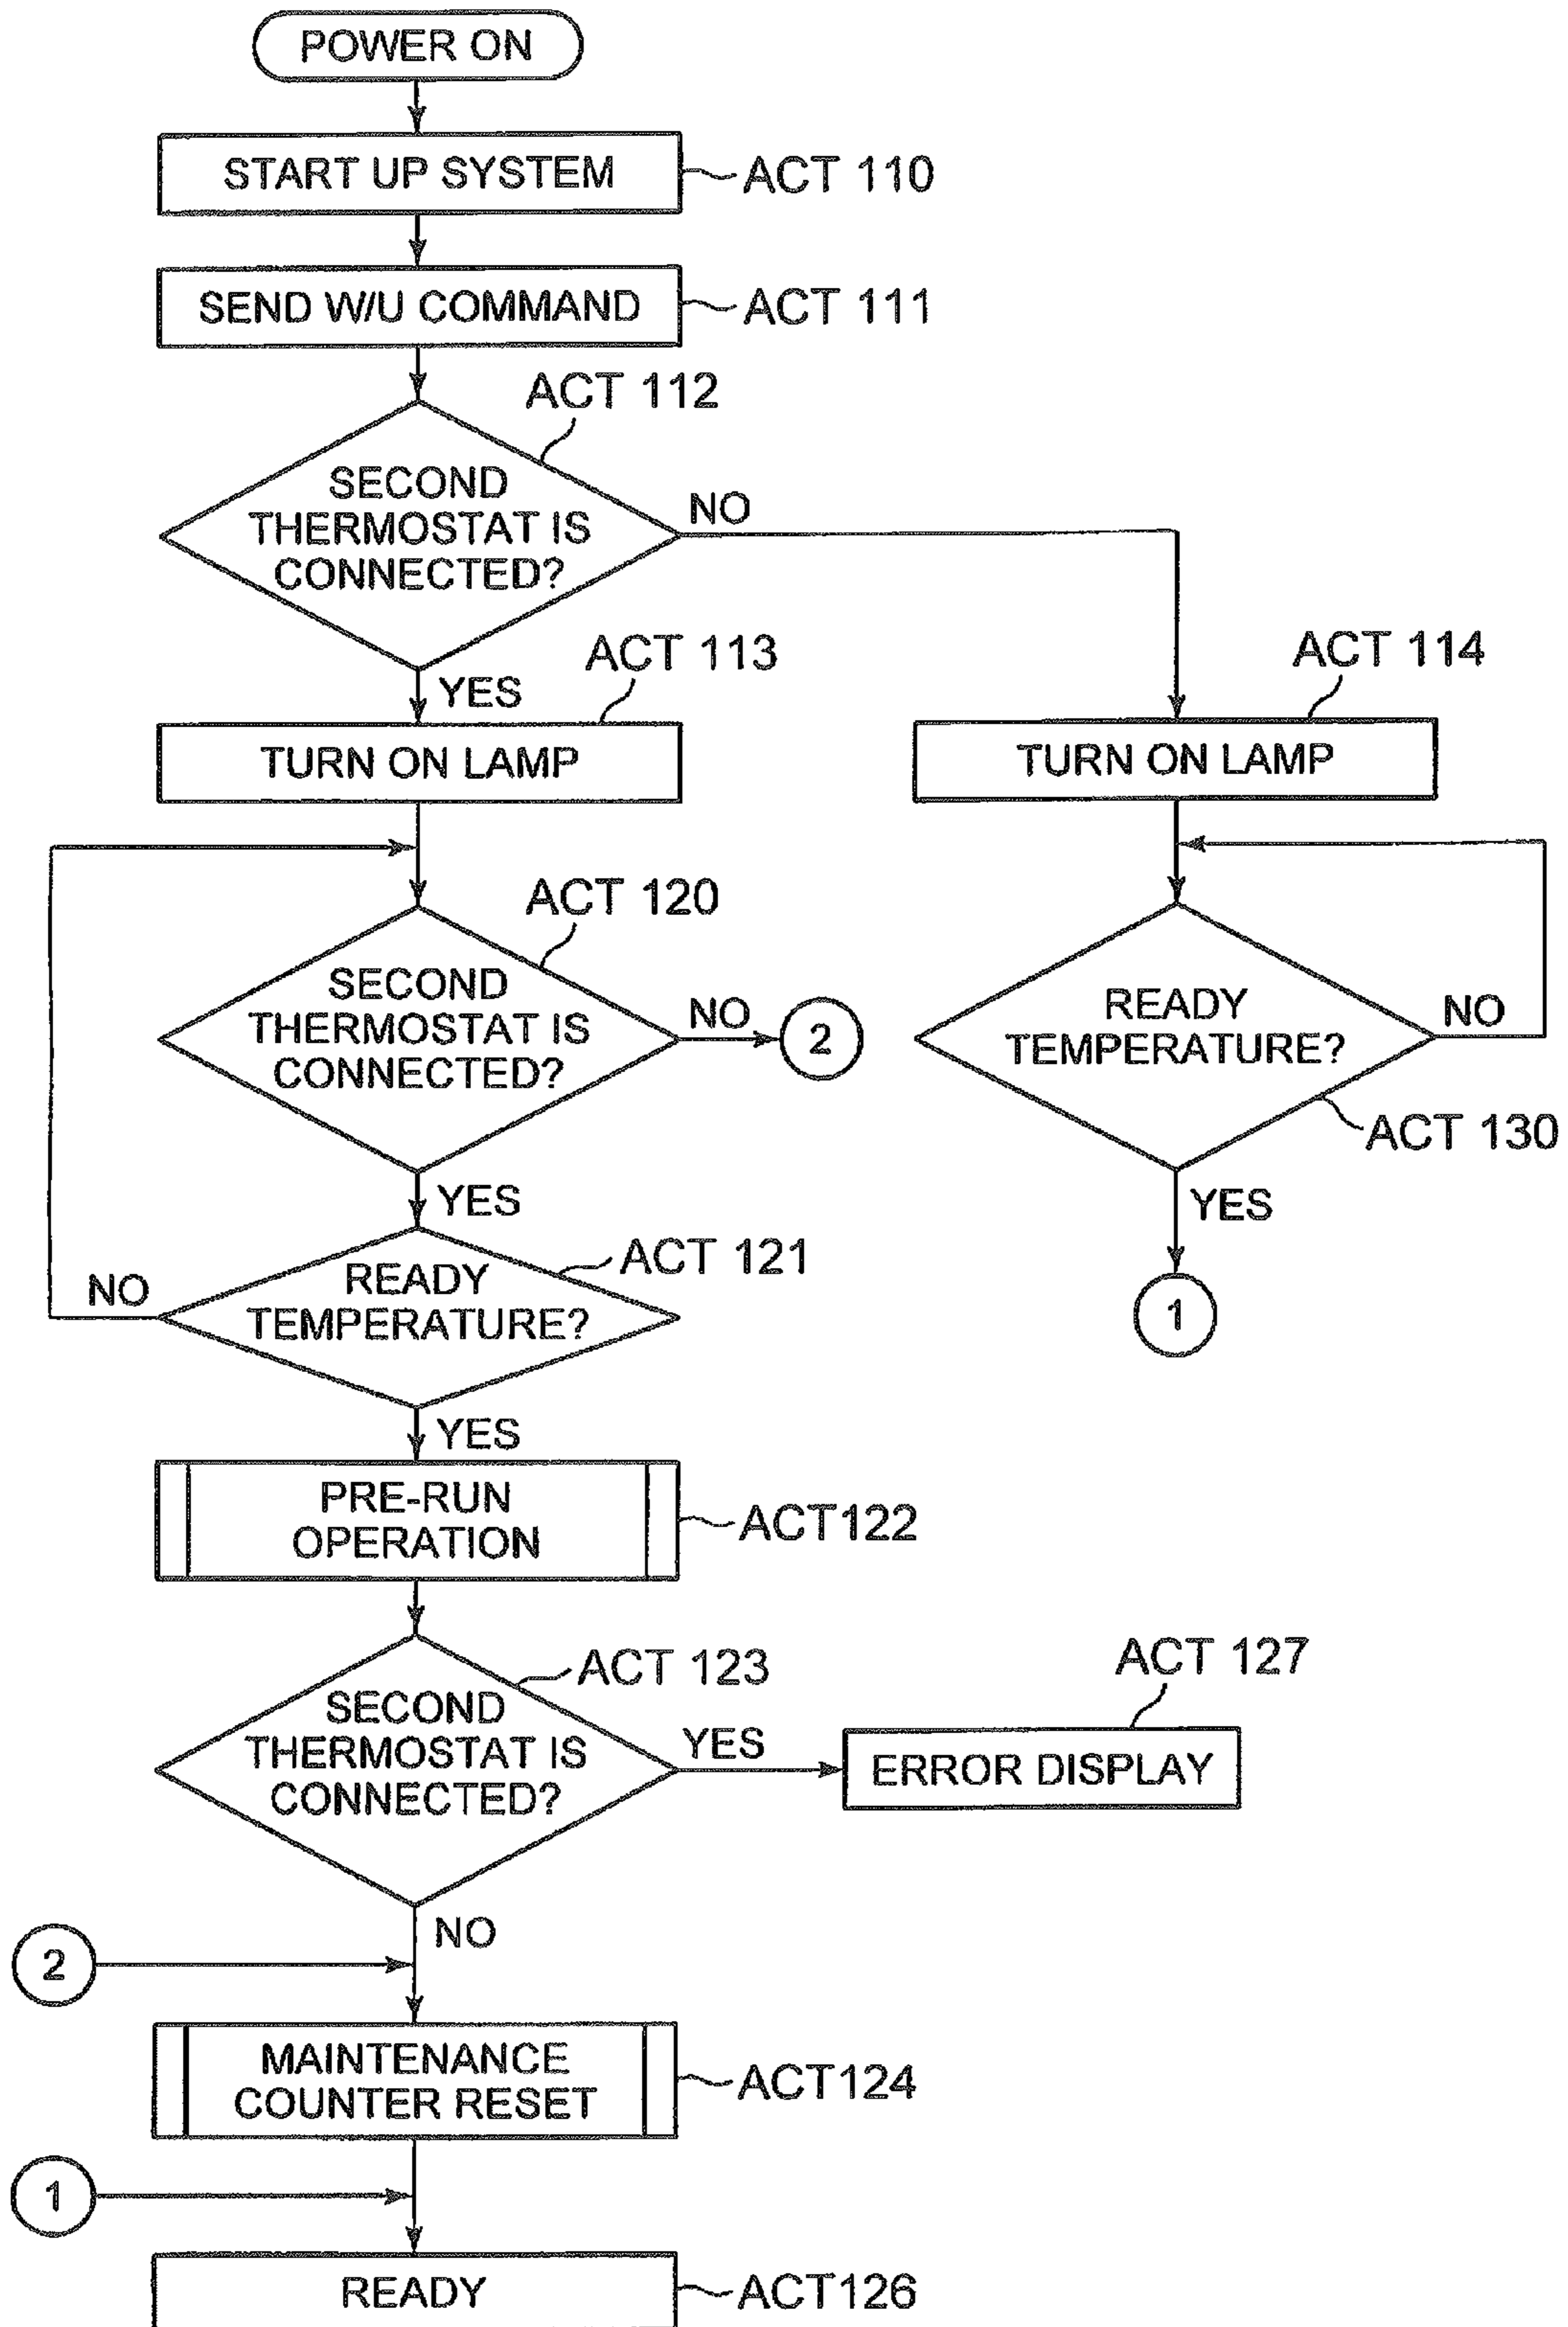 POWER ON
START UP SYSTEM
ACT 110
SEND W/U COMMAND
ACT 111
ACT 112
SECOND
THERMOSTAT IS
CONNECTED?
NO
YES
ACT 113
TURN ON LAMP
ACT 114
TURN ON LAMP
ACT 120
SECOND
THERMOSTAT IS
CONNECTED?
NO
2
YES
READY
TEMPERATURE?
NO
ACT 130
YES
1
ACT 121
READY
TEMPERATURE?
NO
YES
PRE-RUN
OPERATION
ACT122
ACT 123
SECOND
THERMOSTAT IS
CONNECTED?
YES
ACT 127
ERROR DISPLAY
NO
2
MAINTENANCE
COUNTER RESET
ACT124
1
READY
ACT126